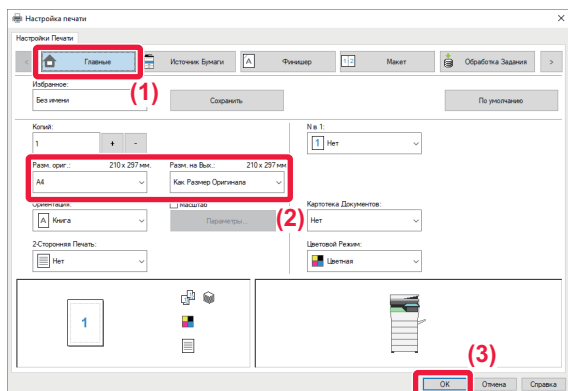 Настройка печати
Настройки Печати
Главные
Источник Бумаги
Финишер
Макет
Обработка Задания
(1)
Избранное:
Без имени
Сохранить
По умолчанию
Копий:
1
+ -
N в 1:
1 Нет
Разм. ориг.: 210 x 297 мм.
Разм. на Вых.: 210 x 297 мм
A4
Как Размер Оригинала
(2)
Ориентация:
Масштаб
Картотека Документов:
A Книга
Параметры...
Нет
2-Сторонняя Печать:
Цветовой Режим:
Нет
Цветная
1
(3)
OK
Отмена
Справка